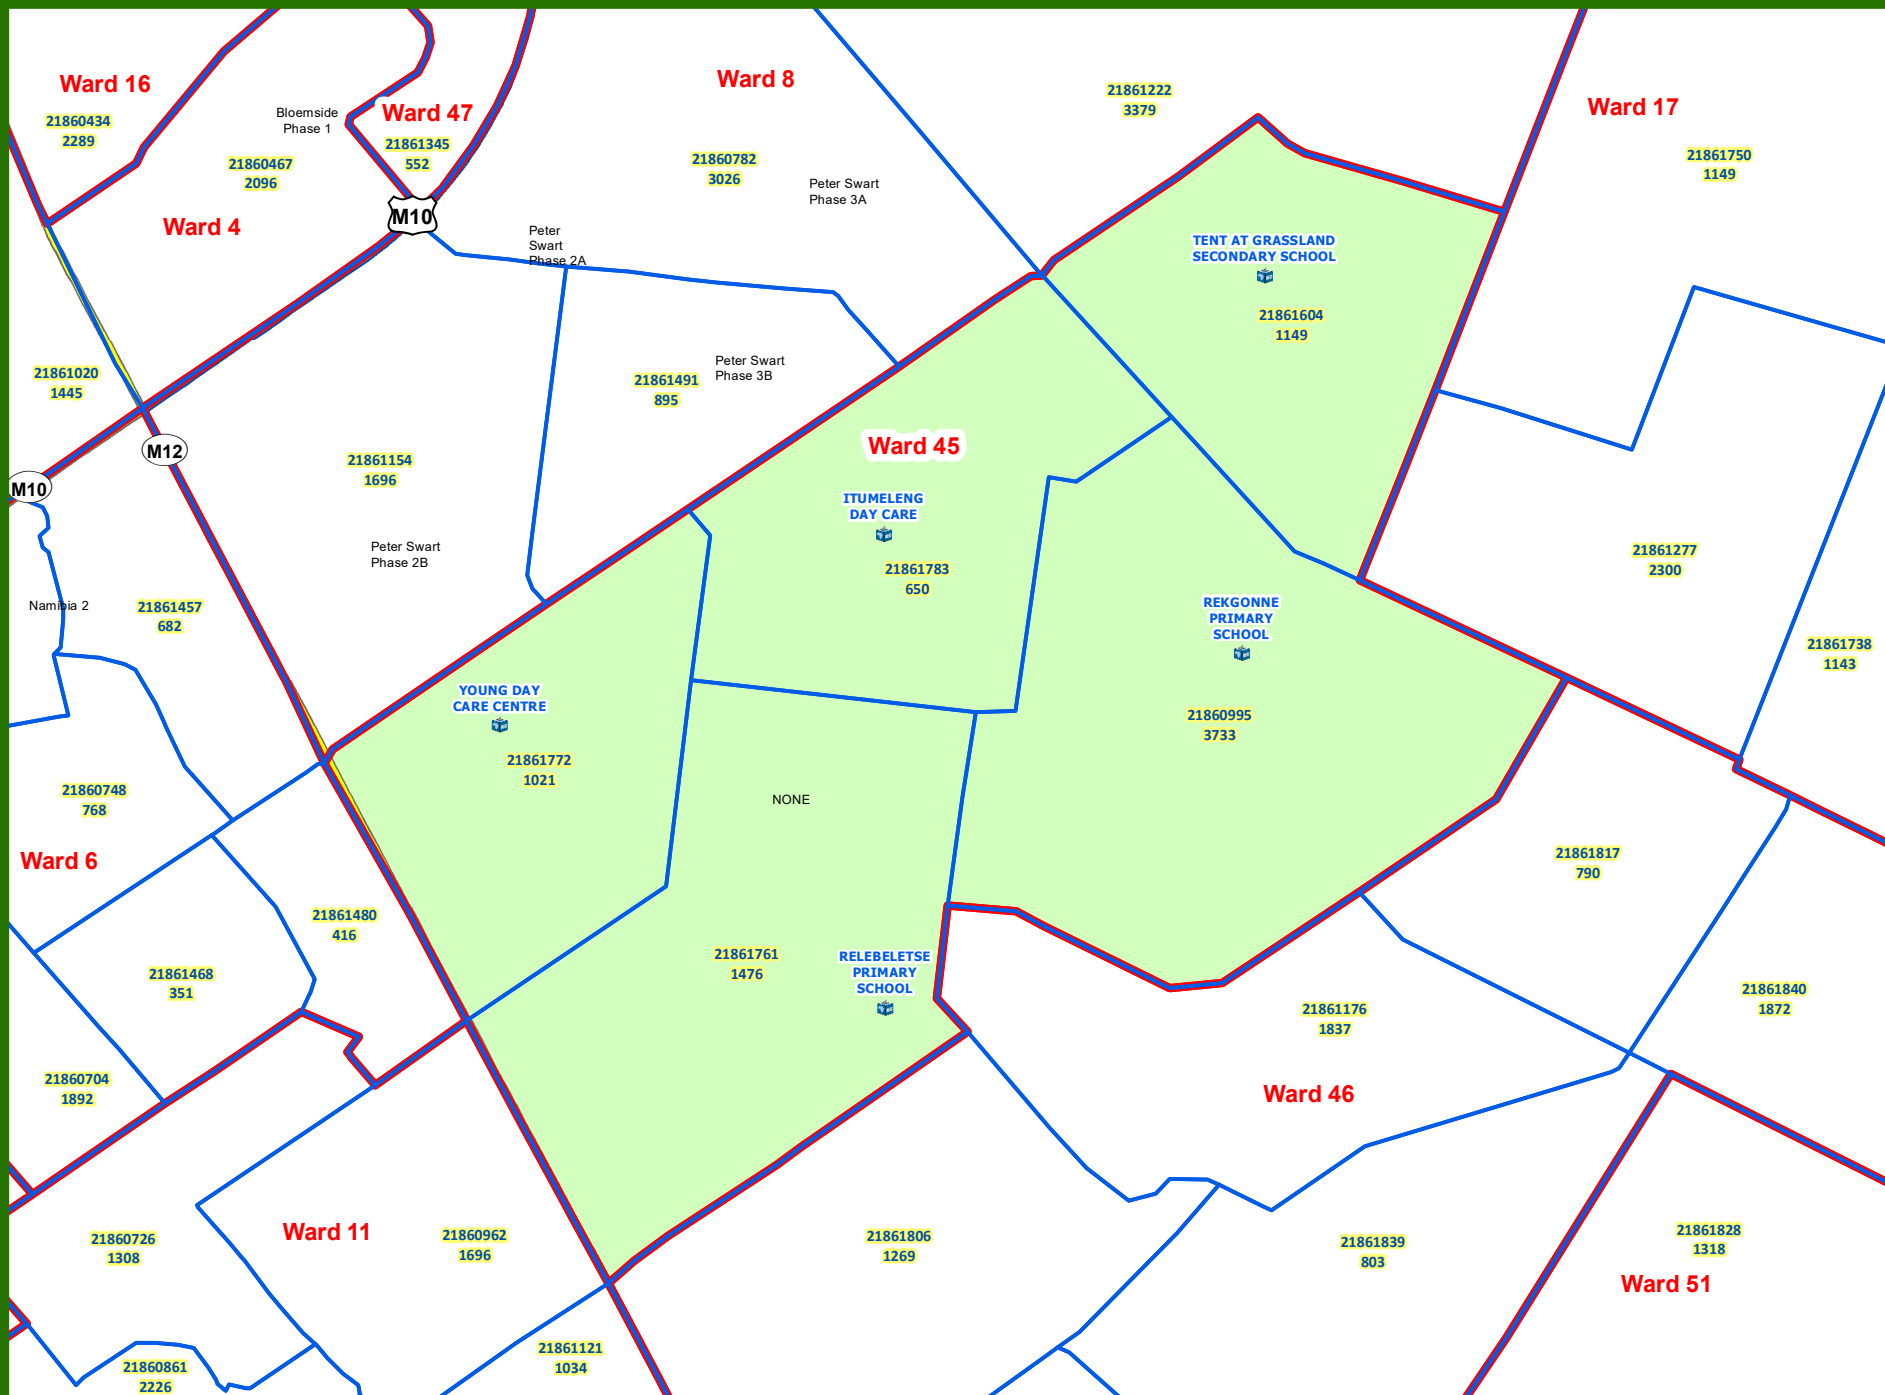 Ward 16
21860434
2289
Bloemside
Phase 1
Ward 47
21861345
552
21860467
2096
Ward 4
M10
Ward 8
21860782
3026
Peter Swart
Phase 3A
21861222
3379
Ward 17
21861750
1149
Peter
Swart
Phase 2A
TENT AT GRASSLAND
SECONDARY SCHOOL
21861604
1149
21861020
1445
M12
M10
21861491
895
Peter Swart
Phase 3B
21861154
1696
Peter Swart
Phase 2B
Ward 45
ITUMELENG
DAY CARE
21861783
650
21861277
2300
REKGONNE
PRIMARY
SCHOOL
21861738
1143
Namibia 2
21861457
682
YOUNG DAY
CARE CENTRE
21861772
1021
21860995
3733
NONE
21860748
768
Ward 6
21861817
790
21861480
416
21861468
351
21861761
1476
RELEBELETSE
PRIMARY
SCHOOL
21861176
1837
21861840
1872
21860704
1892
Ward 46
21860726
1308
Ward 11
21860962
1696
21861806
1269
21861839
803
21861828
1318
Ward 51
21861121
1034
21860861
2226